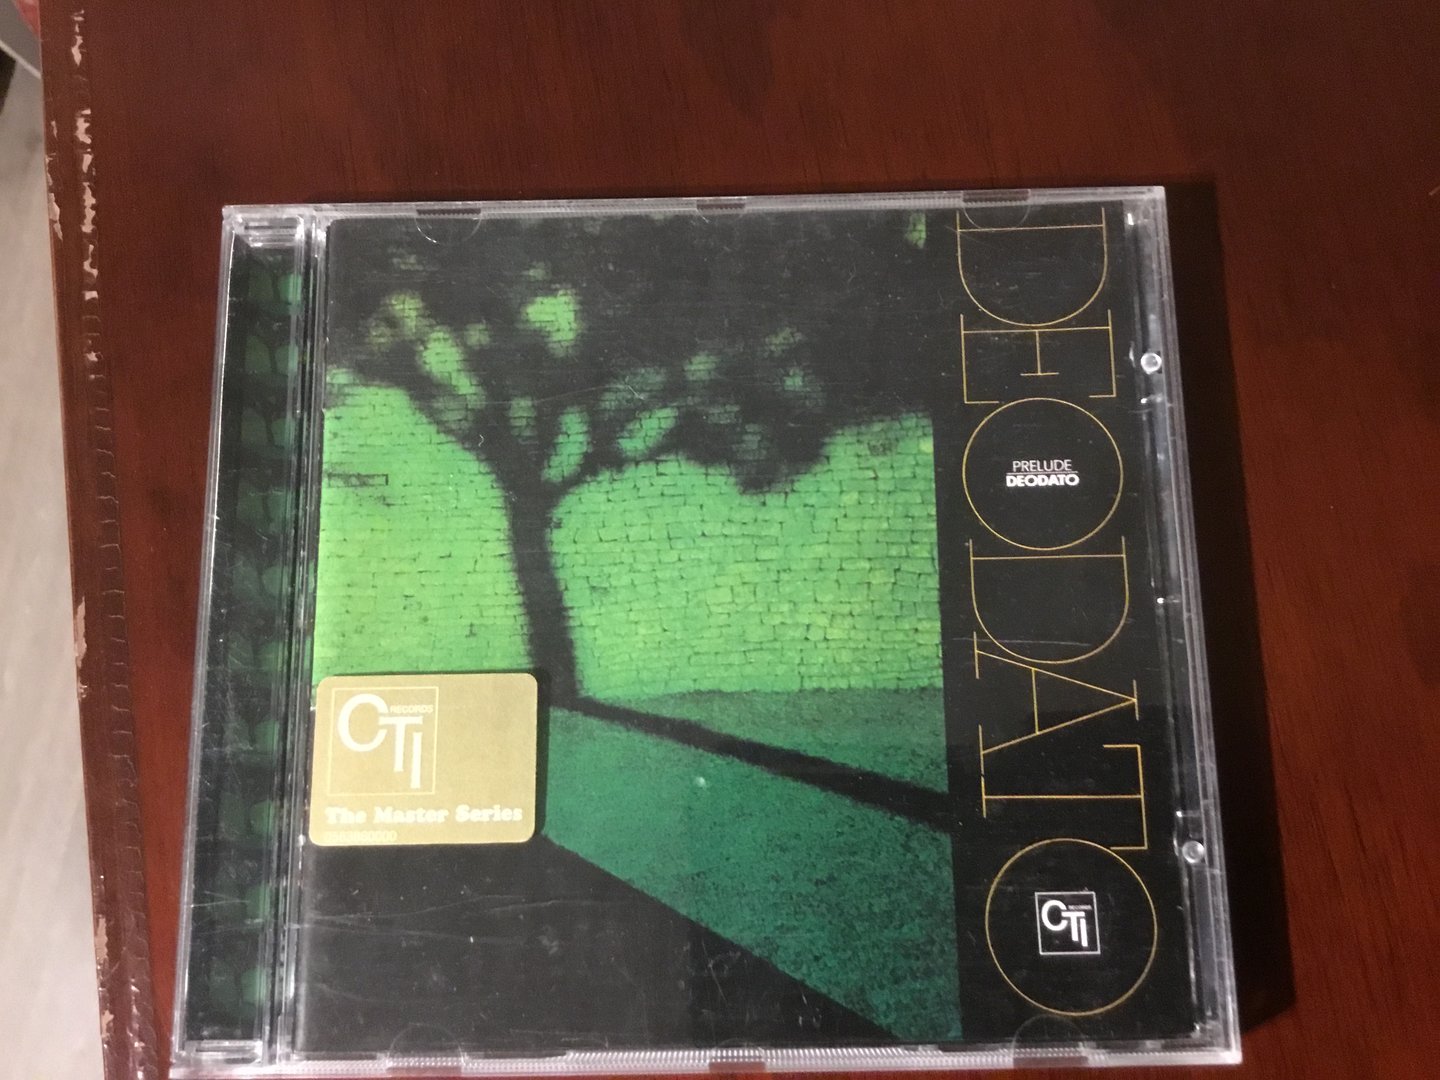 DEODATO
PRELUDE
DEODATO
CTI
RECORDS
CTI
RECORDS
The Master Series